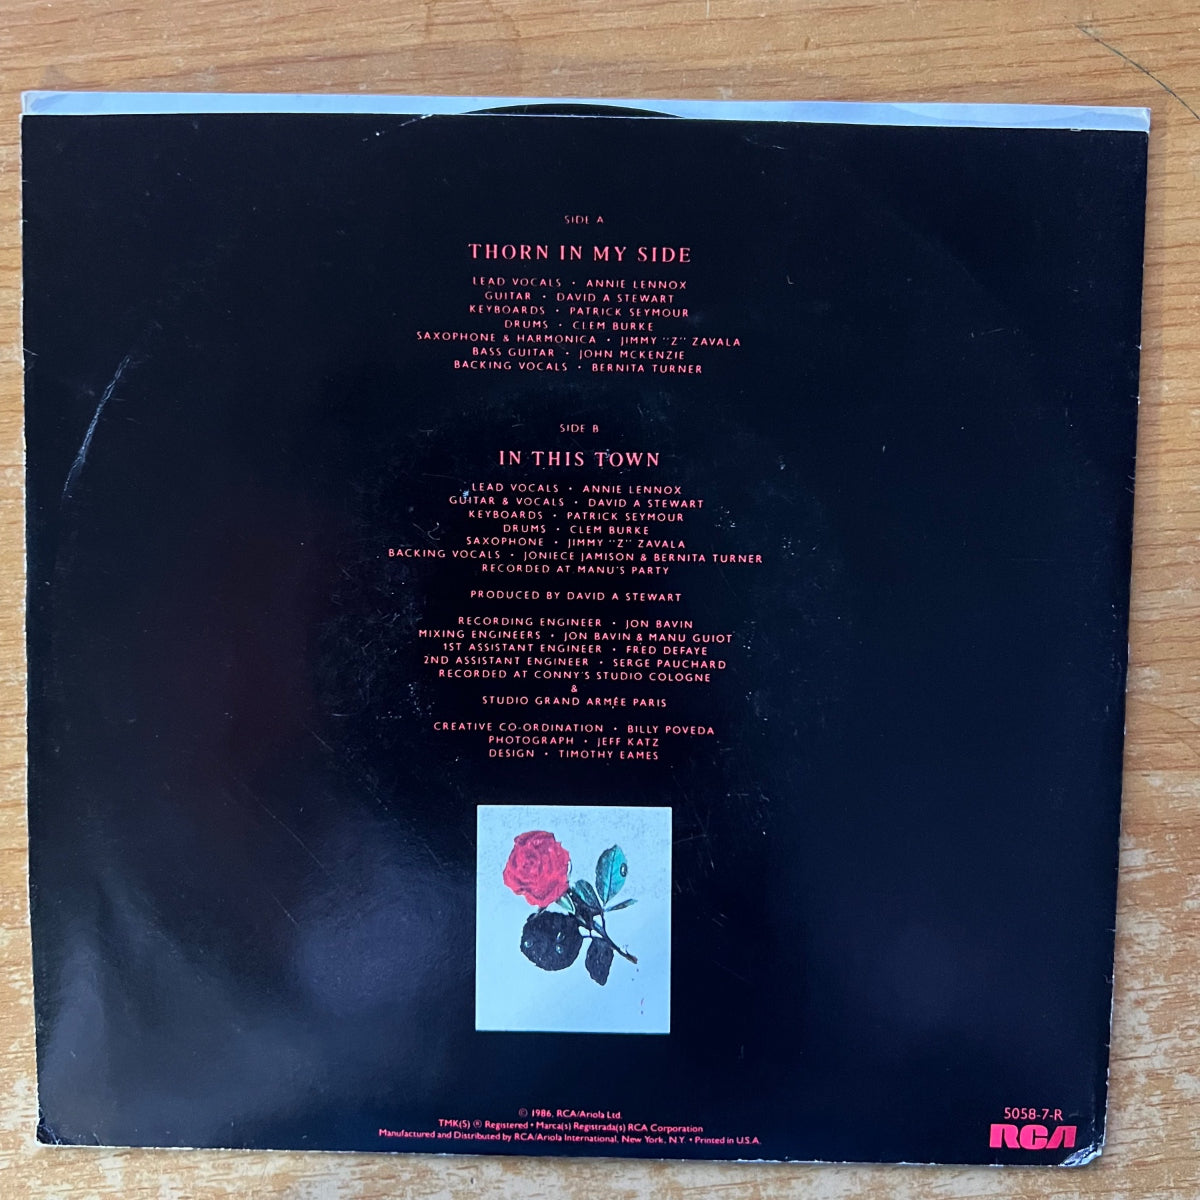 SIDE A
THORN IN MY SIDE
LEAD VOCALS · ANNIE LENNOX
GUITAR · DAVID A STEWART
KEYBOARDS · PATRICK SEYMOUR
DRUMS · CLEM BURKE
SAXOPHONE & HARMONICA · JIMMY "Z" ZAVALA
BASS GUITAR · JOHN MCKENZIE
BACKING VOCALS · BERNITA TURNER
SIDE B
IN THIS TOWN
LEAD VOCALS · ANNIE LENNOX
GUITAR & VOCALS · DAVID A STEWART
KEYBOARDS · PATRICK SEYMOUR
DRUMS · CLEM BURKE
SAXOPHONE · JIMMY "Z" ZAVALA
BACKING VOCALS · JONIECE JAMISON & BERNITA TURNER
RECORDED AT MANU'S PARTY
PRODUCED BY DAVID A STEWART
RECORDING ENGINEER · JON BAVIN
MIXING ENGINEERS · JON BAVIN & MANU GUIOT
1ST ASSISTANT ENGINEER · FRED DEFAYE
2ND ASSISTANT ENGINEER · SERGE PAUCHARD
RECORDED AT CONNY'S STUDIO COLOGNE
&
STUDIO GRAND ARMÉE PARIS
CREATIVE CO-ORDINATION · BILLY POVEDA
PHOTOGRAPH · JEFF KATZ
DESIGN · TIMOTHY EAMES
© 1986, RCA/Ariola Ltd.
TMK(S) ® Registered • Marca(s) Registrada(s) RCA Corporation
Manufactured and Distributed by RCA/Ariola International, New York, N.Y. • Printed in U.S.A.
5058-7-R
RCA